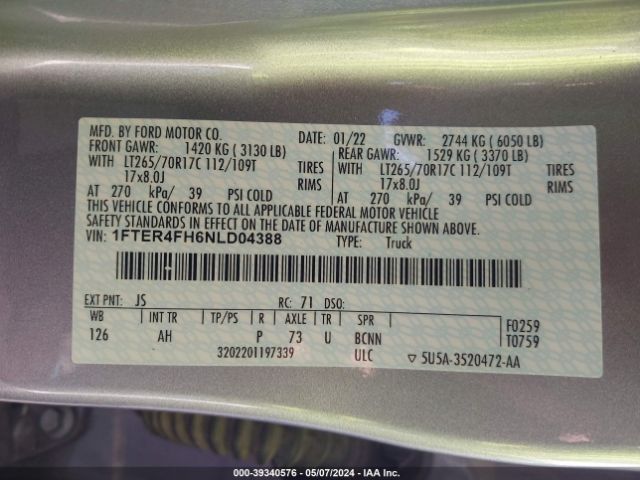 MFD. BY FORD MOTOR CO.
DATE: 01/22 GVWR: 2744 KG ( 6050 LB)
FRONT GAWR: 1420 KG ( 3130 LB) REAR GAWR: 1529 KG ( 3370 LB)
WITH LT265/70R17C 112/109T TIRES WITH LT265/70R17C 112/109T TIRES
17x8.0J RIMS 17x8.0J RIMS
AT 270 kPa/ 39 PSI COLD AT 270 kPa/ 39 PSI COLD
THIS VEHICLE CONFORMS TO ALL APPLICABLE FEDERAL MOTOR VEHICLE
SAFETY STANDARDS IN EFFECT ON THE DATE OF MANUFACTURE SHOWN ABOVE.
VIN: 1FTER4FH6NLD04388 TYPE: Truck
EXT PNT: JS RC: 71 DSO:
WB INT TR TP/PS R AXLE TR SPR F0259
126 AH P 73 U BCNN T0759
3202201197339 ULC ▽ 5U5A-3520472-AA
000-39340576 — 05/07/2024 — IAA Inc.